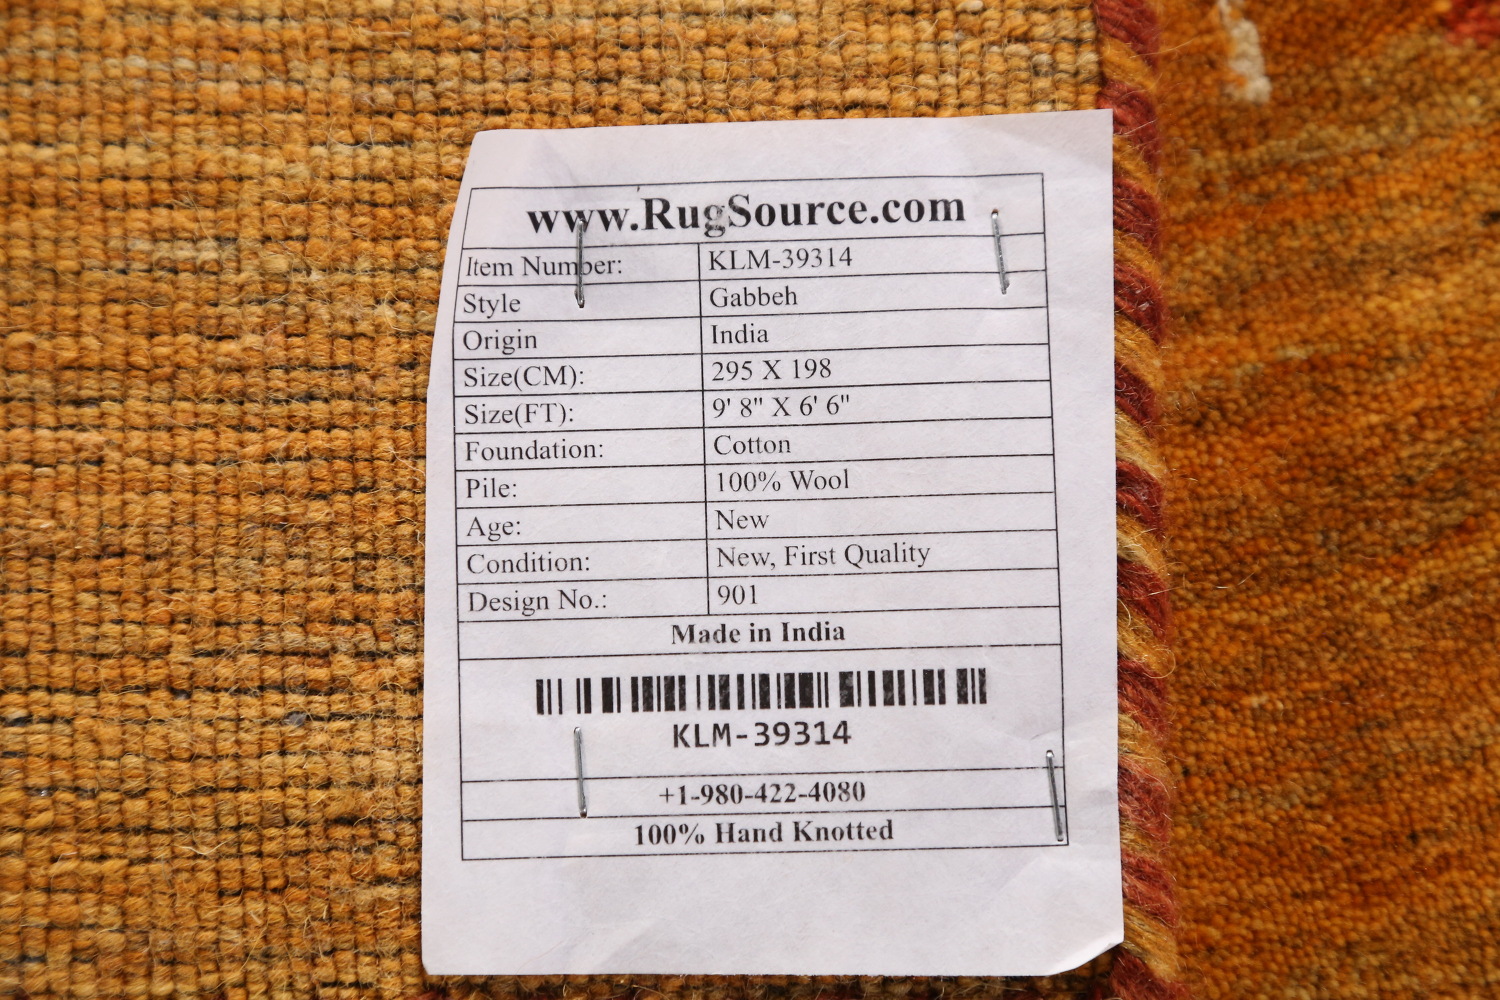 www.RugSource.com
Item Number: KLM-39314
Style Gabbeh
Origin India
Size(CM): 295 X 198
Size(FT): 9' 8" X 6' 6"
Foundation: Cotton
Pile: 100% Wool
Age: New
Condition: New, First Quality
Design No.: 901
Made in India
KLM-39314
+1-980-422-4080
100% Hand Knotted